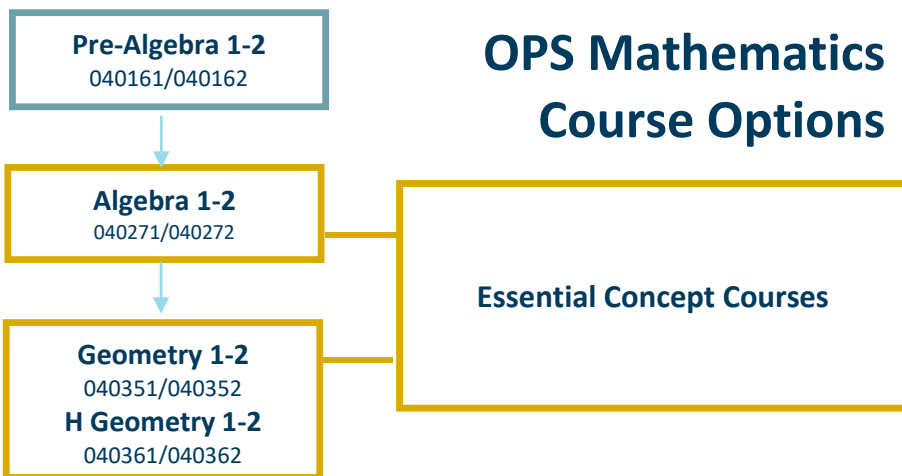 OPS Mathematics
Course Options
Pre-Algebra 1-2
040161/040162
Algebra 1-2
040271/040272
Essential Concept Courses
Geometry 1-2
040351/040352
H Geometry 1-2
040361/040362